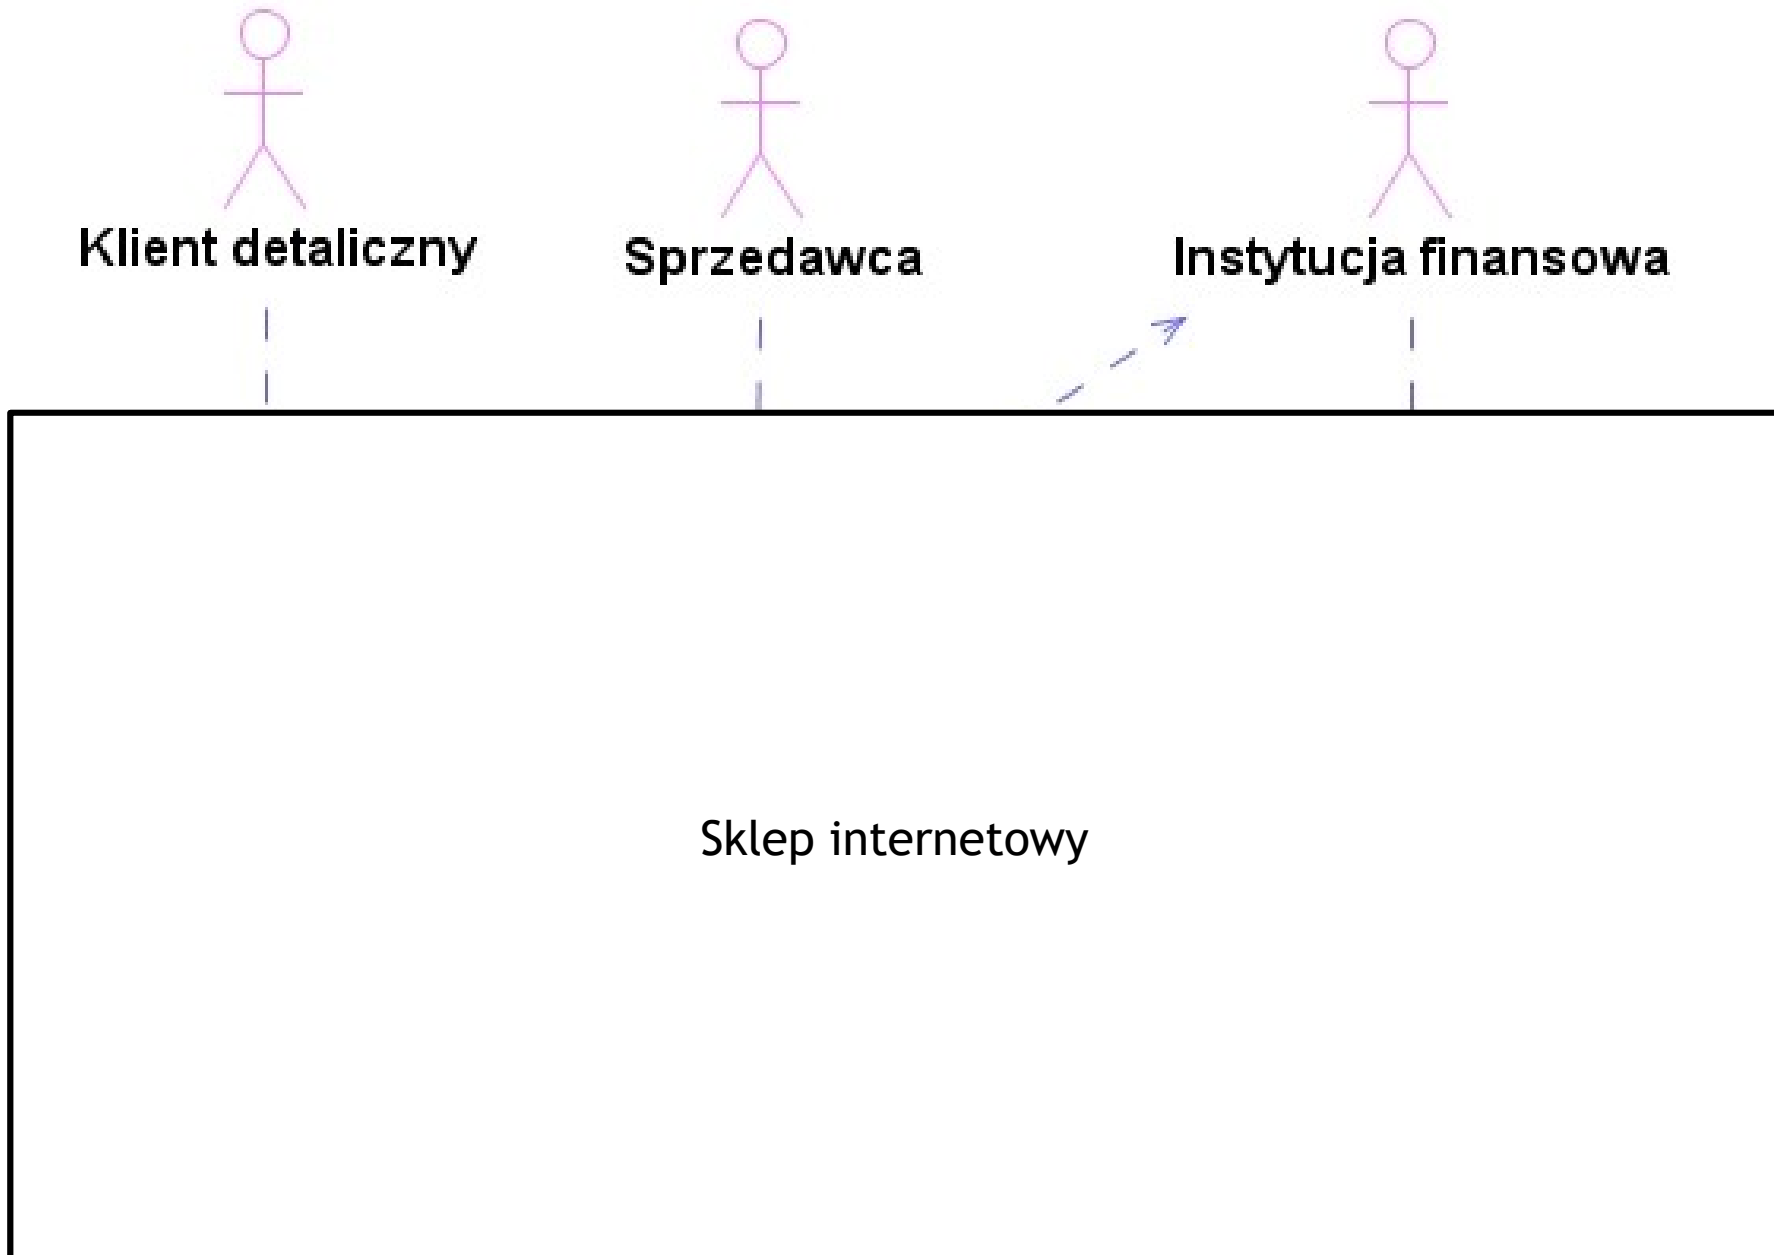 Klient detaliczny
Sprzedawca
Instytucja finansowa
Sklep internetowy